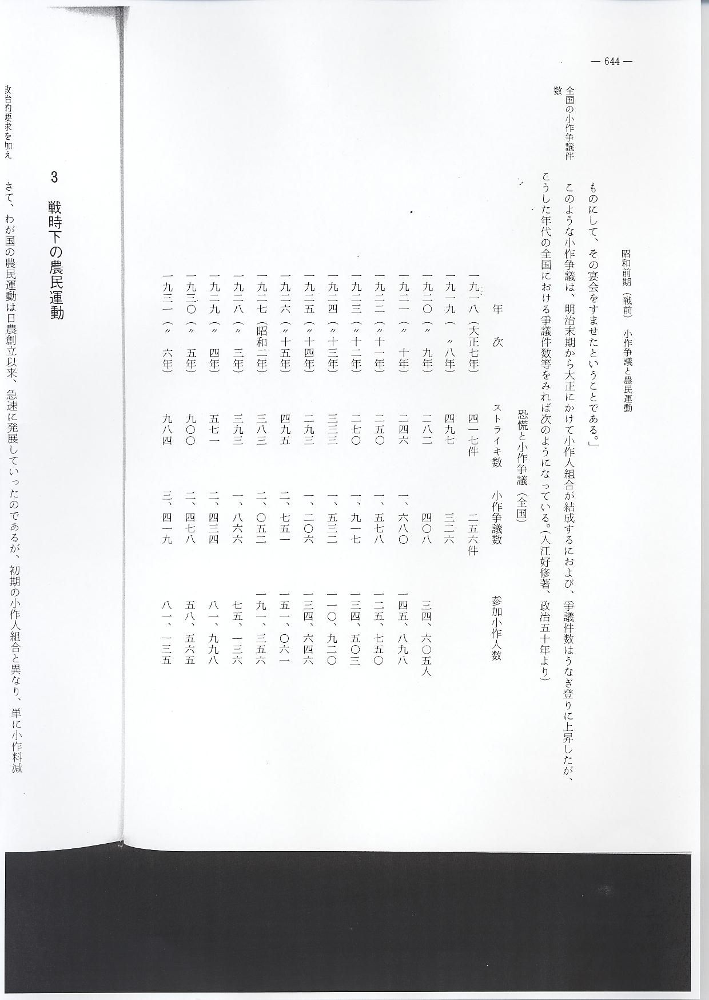 — 644 —
昭和前期（戦前）　小作争議と農民運動
ものにして、その宴会をすませたということである。」
全国の小作争議件
数
このような小作争議は、明治末期から大正にかけて小作人組合が結成するにおよび、爭議件数はうなぎ登りに上昇したが、
こうした年代の全国における爭議件数等をみれば次のようになっている。（入江好修著、政治五十年より）
恐慌と小作争議（全国）
年　次　ストライキ数　小作争議数　参加小作人数
一九一八（大正七年）　四一七件　二五六件
一九一九（〃八年）　四九七　三二六
一九二〇（〃　九年）　二八二　四〇八　三四、六〇五人
一九二一（〃　十年）　二四六　一、六八〇　一四五、八九八
一九二二（〃十一年）　二五〇　一、五七八　一二五、七五〇
一九二三（〃十二年）　二七〇　一、九一七　一三四、五〇三
一九二四（〃十三年）　三三三　一、五三二　一一〇、九二〇
一九二五（〃十四年）　二九三　一、二〇六　一三四、六四六
一九二六（〃十五年）　四九五　二、七五一　一五一、〇六一
一九二七（昭和二年）　三八三　二、〇五二　一九一、三五六
一九二八（〃　三年）　三九三　一、八六六　七五、一三六
一九二九（〃　四年）　五七一　二、四三四　八一、九九八
一九三〇（〃　五年）　九〇〇　二、四七八　五八、五六五
一九三一（〃　六年）　九八四　三、四一九　八一、一三五
3　戦時下の農民運動
政治的要求を加え
さて、わが国の農民運動は日農創立以来、急速に発展していったのであるが、初期の小作人組合と異なり、単に小作料減